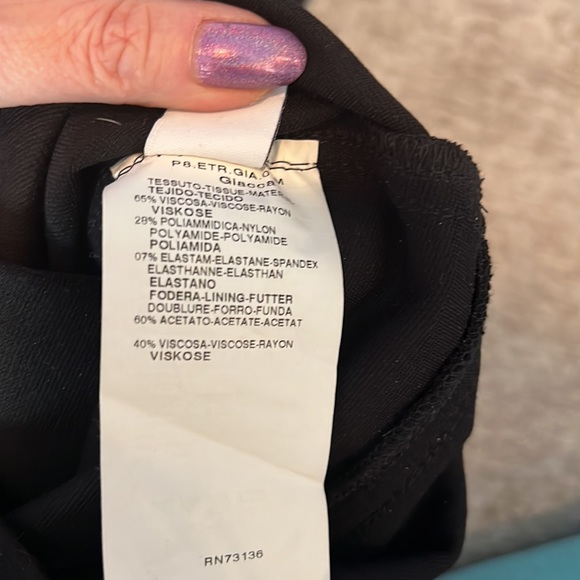 P8.ETR.GIA.
Giacca
TESSUTO-TISSUE-MATE
TEJIDO-TECIDO
65% VISCOSA-VISCOSE-RAYON
VISKOSE
28% POLIAMMIDICA-NYLON
POLYAMIDE-POLYAMIDE
POLIAMIDA
07% ELASTAM-ELASTANE-SPANDEX
ELASTHANNE-ELASTHAN
ELASTANO
FODERA-LINING-FUTTER
DOUBLURE-FORRO-FUNDA
60% ACETATO-ACETATE-ACETAT
40% VISCOSA-VISCOSE-RAYON
VISKOSE
RN73136